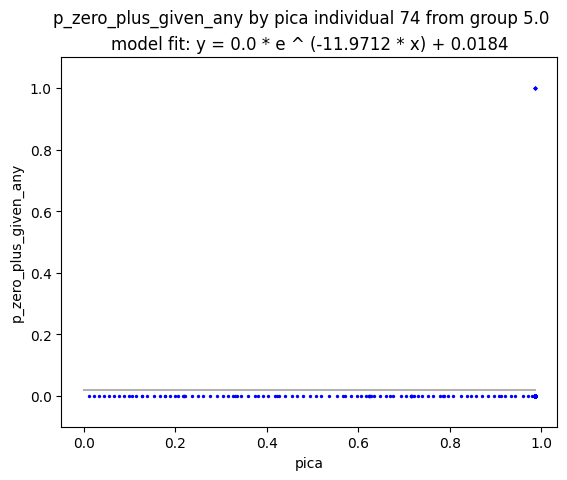 p_zero_plus_given_any by pica individual 74 from group 5.0
model fit: y = 0.0 * e ^ (-11.9712 * x) + 0.0184
1.0
0.8
0.6
0.4
0.2
0.0
p_zero_plus_given_any
0.0 0.2 0.4 0.6 0.8 1.0
pica